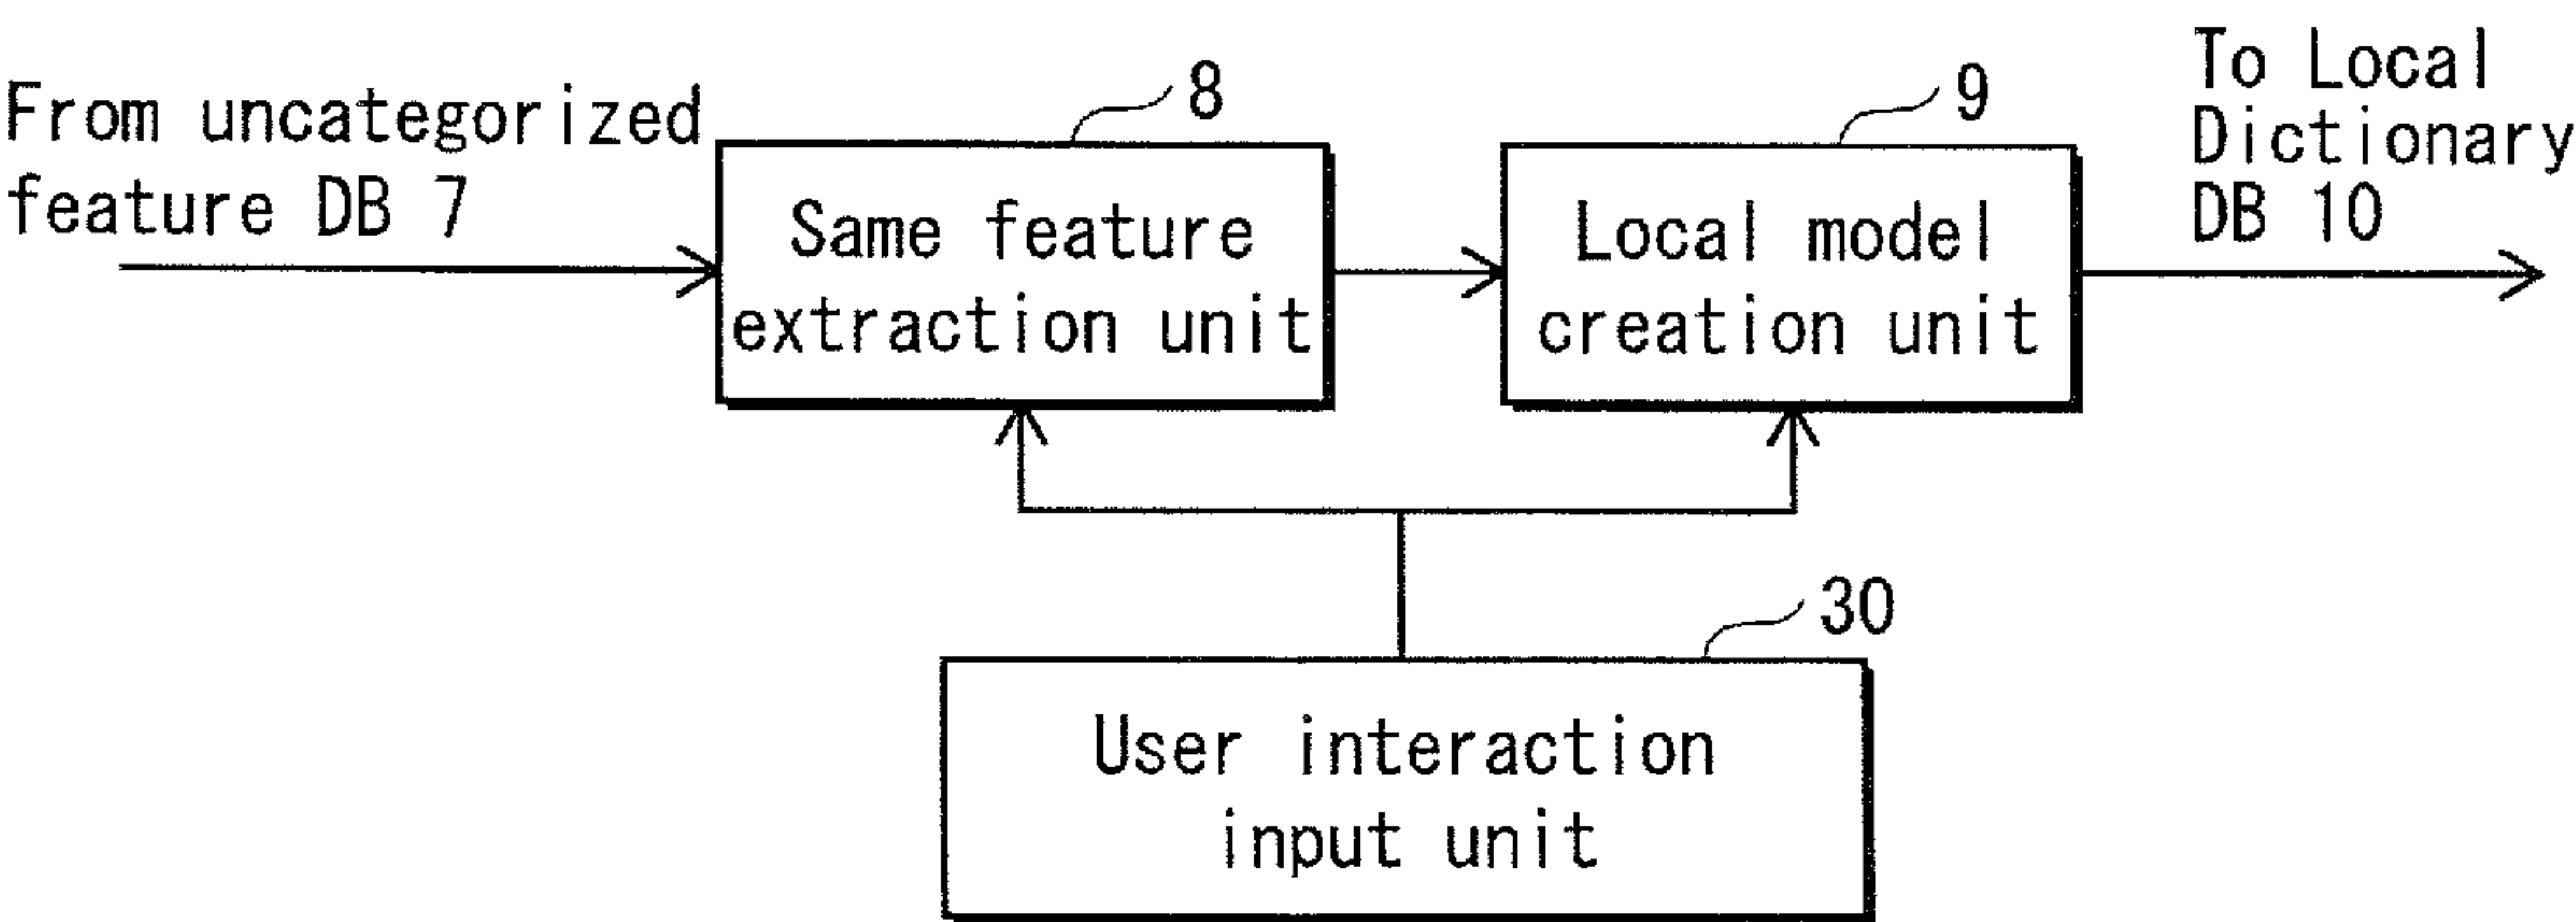 From uncategorized
feature DB 7
8
Same feature
extraction unit
9
Local model
creation unit
To Local
Dictionary
DB 10
30
User interaction
input unit